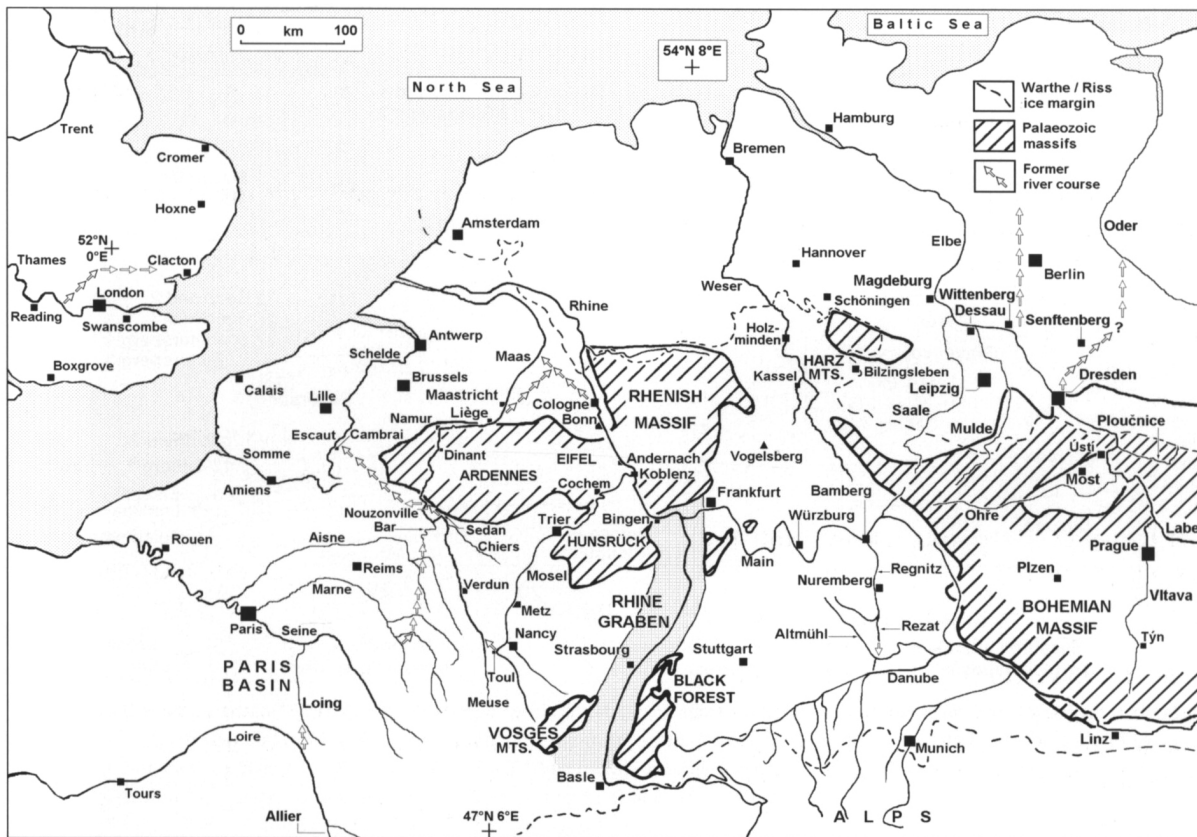 Baltic Sea
0 km 100
54°N 8°E
North Sea
Warthe / Riss
ice margin
Palaeozoic
massifs
Former
river course
Trent
Cromer
Hoxne
52°N
0°E
Thames
Clacton
London
Reading
Swanscombe
Boxgrove
Hamburg
Bremen
Amsterdam
Hannover
Elbe
Oder
Berlin
Weser
Magdeburg
Schöningen
Wittenberg
Dessau
Senftenberg
?
Rhine
Antwerp
Schelde
Maas
Holz-
minden
HARZ
MTS.
Bilzingsleben
Leipzig
Dresden
Calais
Brussels
Lille
Maastricht
Liège
Namur
Cologne
Bonn
RHENISH
MASSIF
Kassel
Saale
Mulde
Ploučnice
Ústí
Most
Escaut
Cambrai
Dinant
EIFEL
ARDENNES
Andernach
Koblenz
Vogelsberg
Somme
Amiens
Cochem
Frankfurt
Bamberg
Ohre
Labe
Nouzonville
Bar
Sedan
Chiers
Trier
Bingen
HUNSRÜCK
Würzburg
Main
Prague
Rouen
Aisne
Reims
Marne
Verdun
Mosel
Metz
Nuremberg
Regnitz
Plzen
Vltava
RHINE
GRABEN
BOHEMIAN
MASSIF
Paris
Seine
Nancy
Strasbourg
Stuttgart
Altmühl
Rezat
Týn
PARIS
BASIN
Loing
Toul
Meuse
BLACK
FOREST
Danube
VOSGES
MTS.
Loire
Munich
Linz
Tours
Basle
Allier
47°N 6°E
ALPS